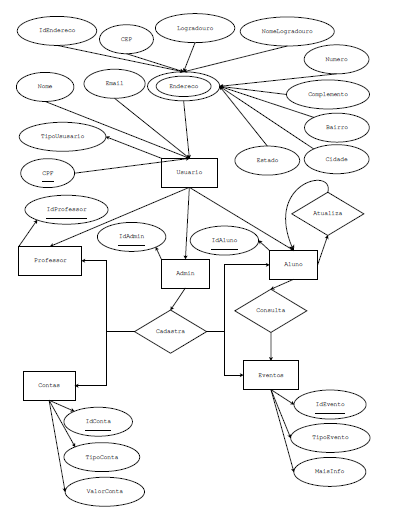 IdEndereco
CEP
Logradouro
NomeLogradouro
Numero
Nome
Email
Endereco
Complemento
TipoUsusario
Bairro
CPF
Usuario
Estado
Cidade
IdProfessor
IdAdmin
IdAluno
Atualiza
Professor
Admin
Aluno
Cadastra
Consulta
Contas
Eventos
IdConta
IdEvento
TipoConta
TipoEvento
ValorConta
MaisInfo